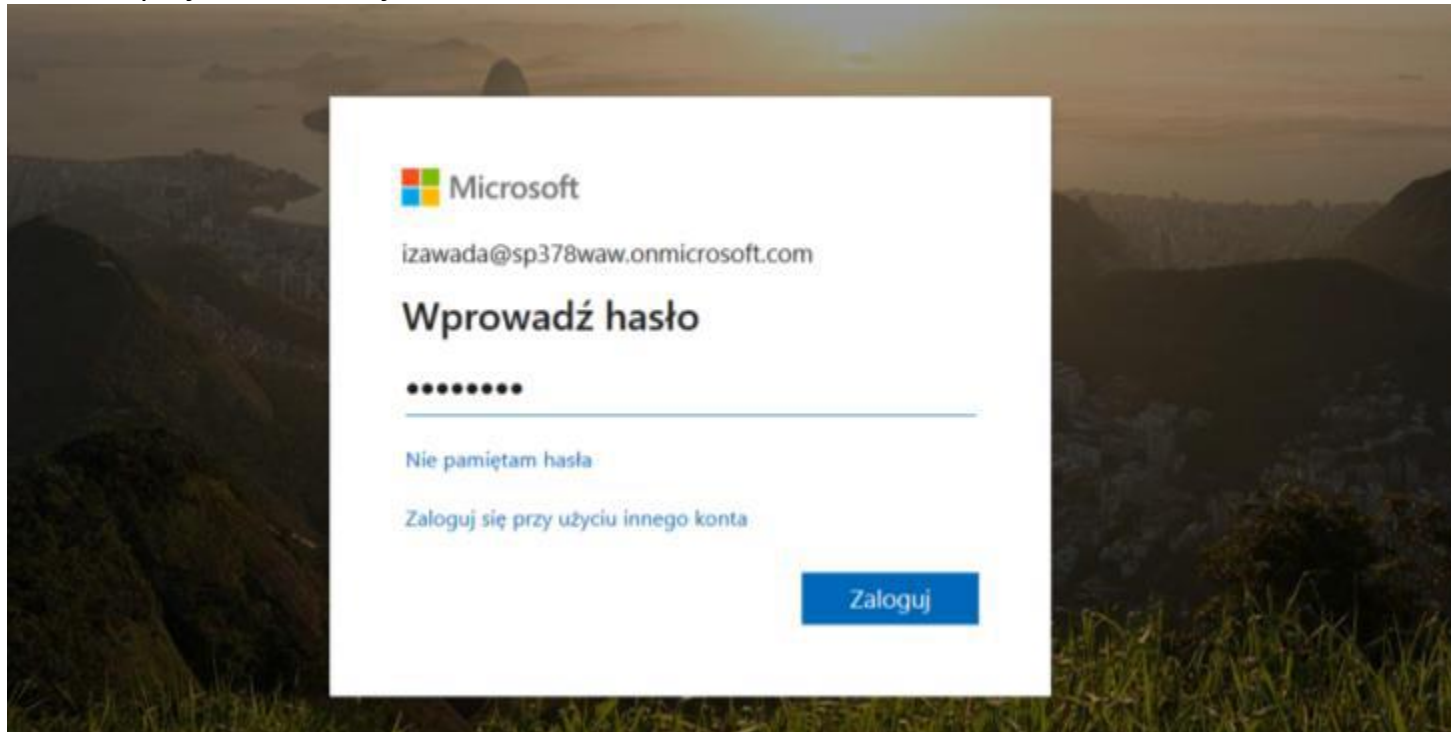 Microsoft
izawada@sp378waw.onmicrosoft.com
Wprowadź hasło
••••••••
Nie pamiętam hasła
Zaloguj się przy użyciu innego konta
Zaloguj